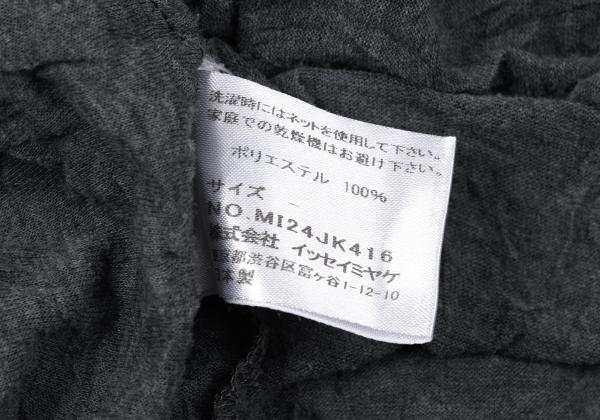 洗濯時にはネットを使用して下さい。
家庭での乾燥機はお避け下さい。
ポリエステル 100%
サイズ －
NO.MI24JK416
株式会社 イッセイミヤケ
京都渋谷区富ヶ谷1-12-10
日本製